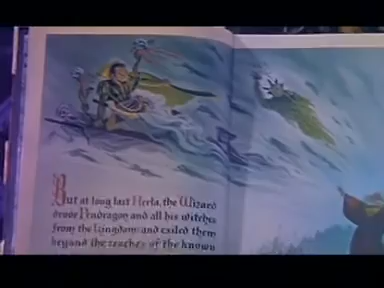 But at long last Herla, the Wizard
drove Pendragon and all his witches
from the Kingdom and exiled them
beyond the reaches of the known